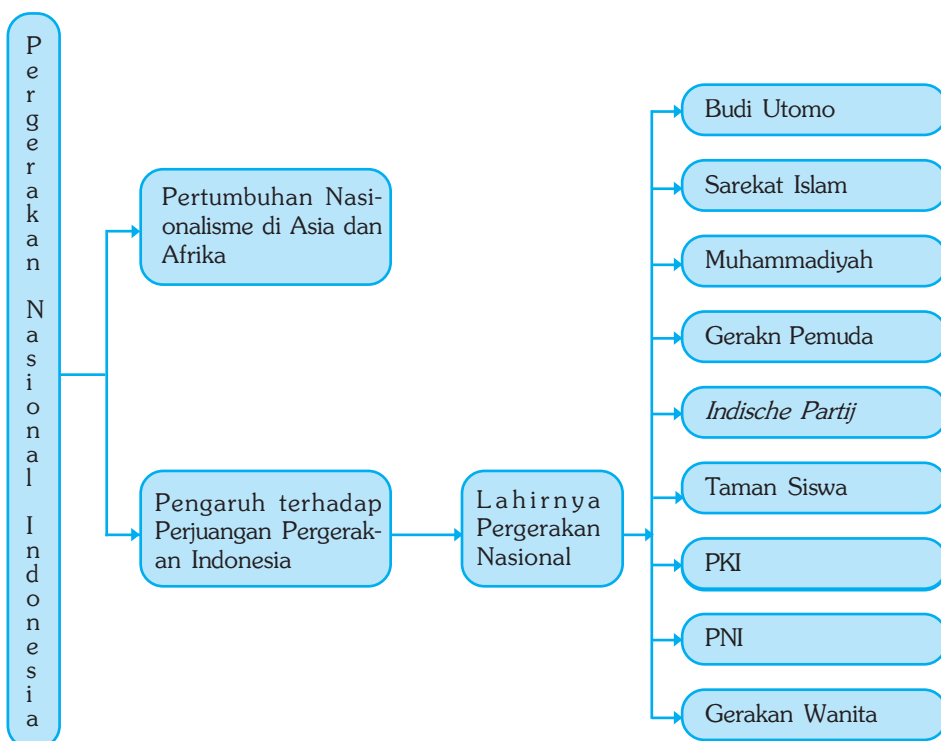 Pergerakan Nasional Indonesia
Pertumbuhan Nasi-
onalisme di Asia dan
Afrika
Pengaruh terhadap
Perjuangan Pergerak-
an Indonesia
Lahirnya
Pergerakan
Nasional
Budi Utomo
Sarekat Islam
Muhammadiyah
Gerakn Pemuda
Indische Partij
Taman Siswa
PKI
PNI
Gerakan Wanita